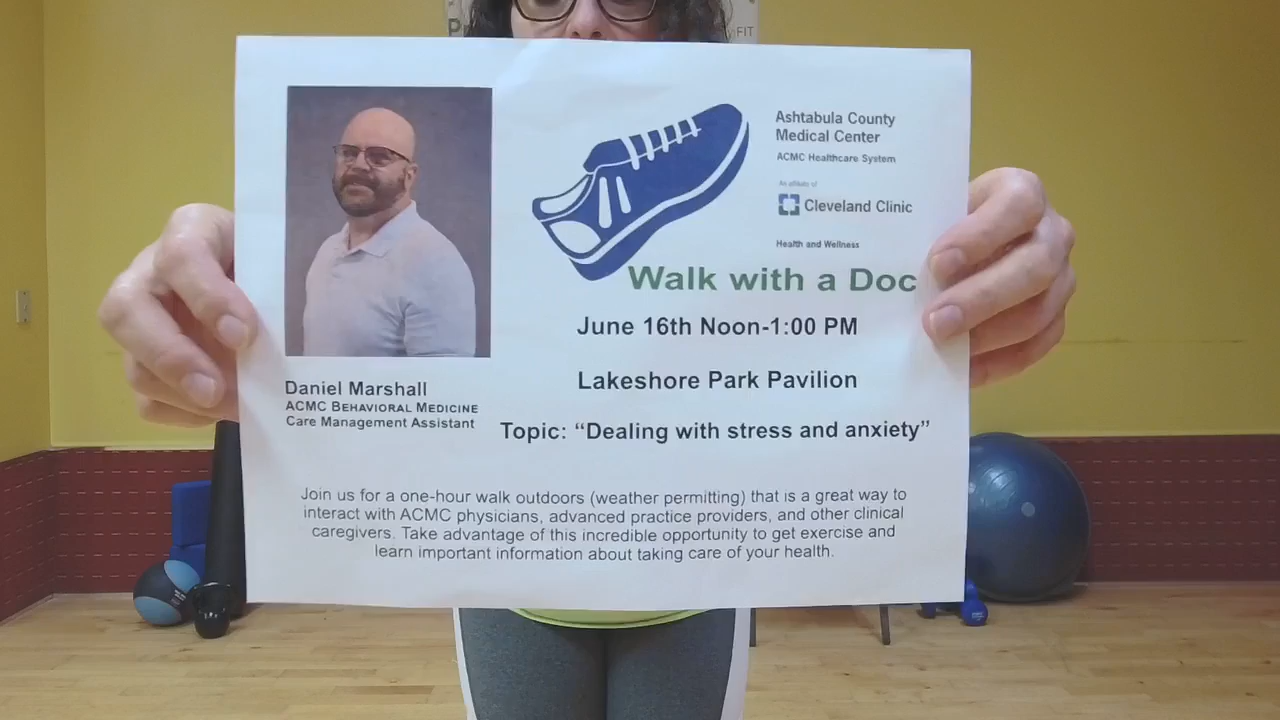 FIT
Ashtabula County
Medical Center
ACMC Healthcare System
An affiliate of
Cleveland Clinic
Health and Wellness
Walk with a Doc
June 16th Noon-1:00 PM
Lakeshore Park Pavilion
Topic: “Dealing with stress and anxiety”
Daniel Marshall
ACMC BEHAVIORAL MEDICINE
Care Management Assistant
Join us for a one-hour walk outdoors (weather permitting) that is a great way to
interact with ACMC physicians, advanced practice providers, and other clinical
caregivers. Take advantage of this incredible opportunity to get exercise and
learn important information about taking care of your health.